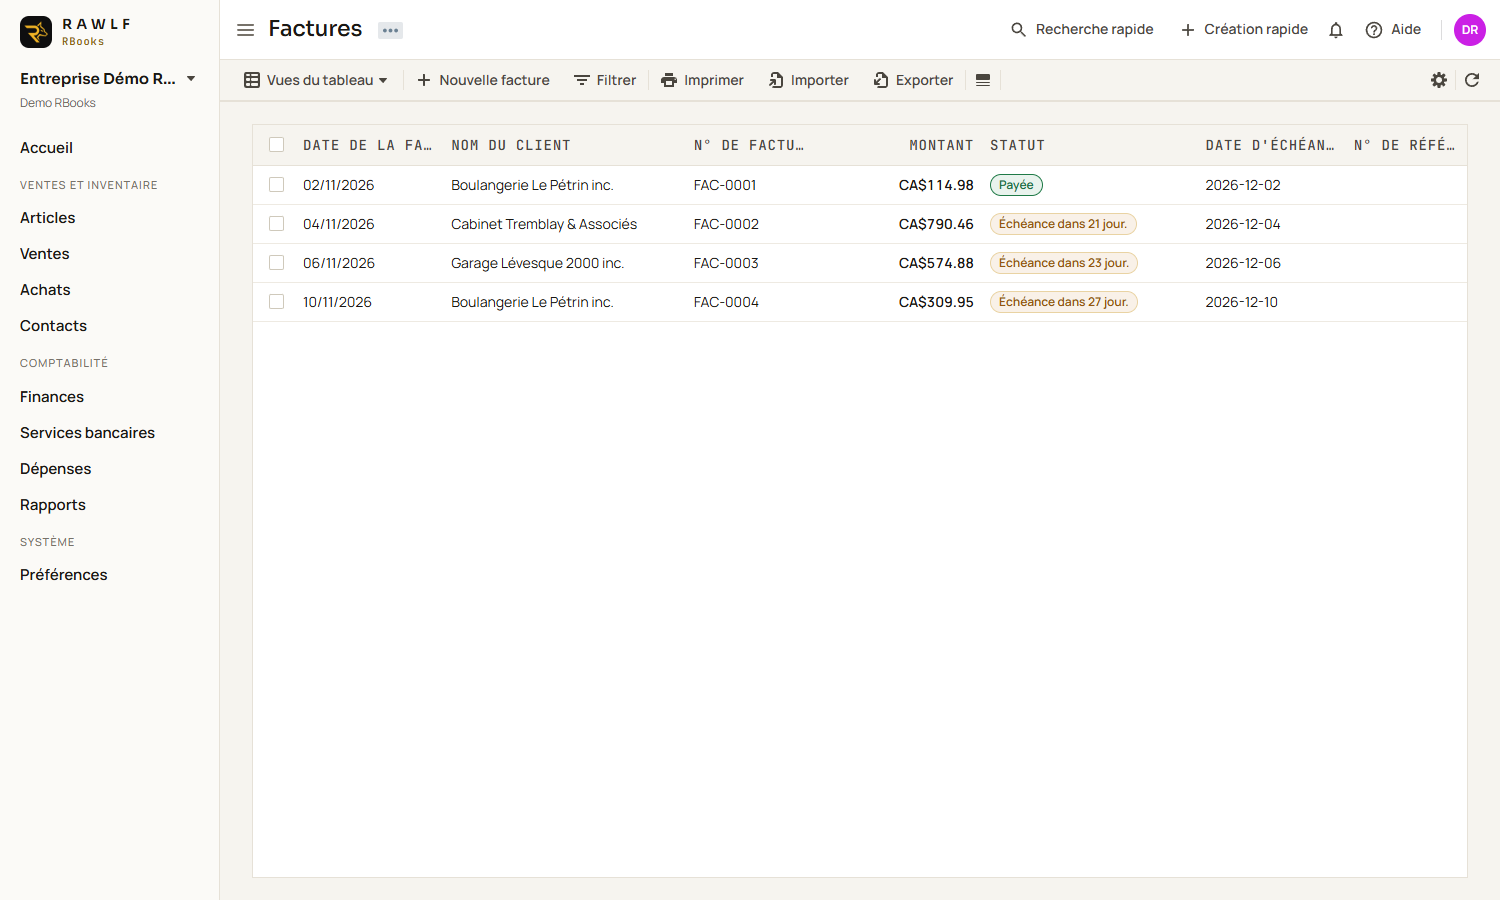 RAWLF
RBooks
Factures
Recherche rapide
Création rapide
Aide
DR
Entreprise Démo R...
Demo RBooks
Vues du tableau
Nouvelle facture
Filtrer
Imprimer
Importer
Exporter
Accueil
VENTES ET INVENTAIRE
Articles
Ventes
Achats
Contacts
COMPTABILITÉ
Finances
Services bancaires
Dépenses
Rapports
SYSTÈME
Préférences
DATE DE LA FA… NOM DU CLIENT N° DE FACTU… MONTANT STATUT DATE D'ÉCHÉAN… N° DE RÉFÉ…
02/11/2026 Boulangerie Le Pétrin inc. FAC-0001 CA$114.98 Payée 2026-12-02
04/11/2026 Cabinet Tremblay & Associés FAC-0002 CA$790.46 Échéance dans 21 jour. 2026-12-04
06/11/2026 Garage Lévesque 2000 inc. FAC-0003 CA$574.88 Échéance dans 23 jour. 2026-12-06
10/11/2026 Boulangerie Le Pétrin inc. FAC-0004 CA$309.95 Échéance dans 27 jour. 2026-12-10